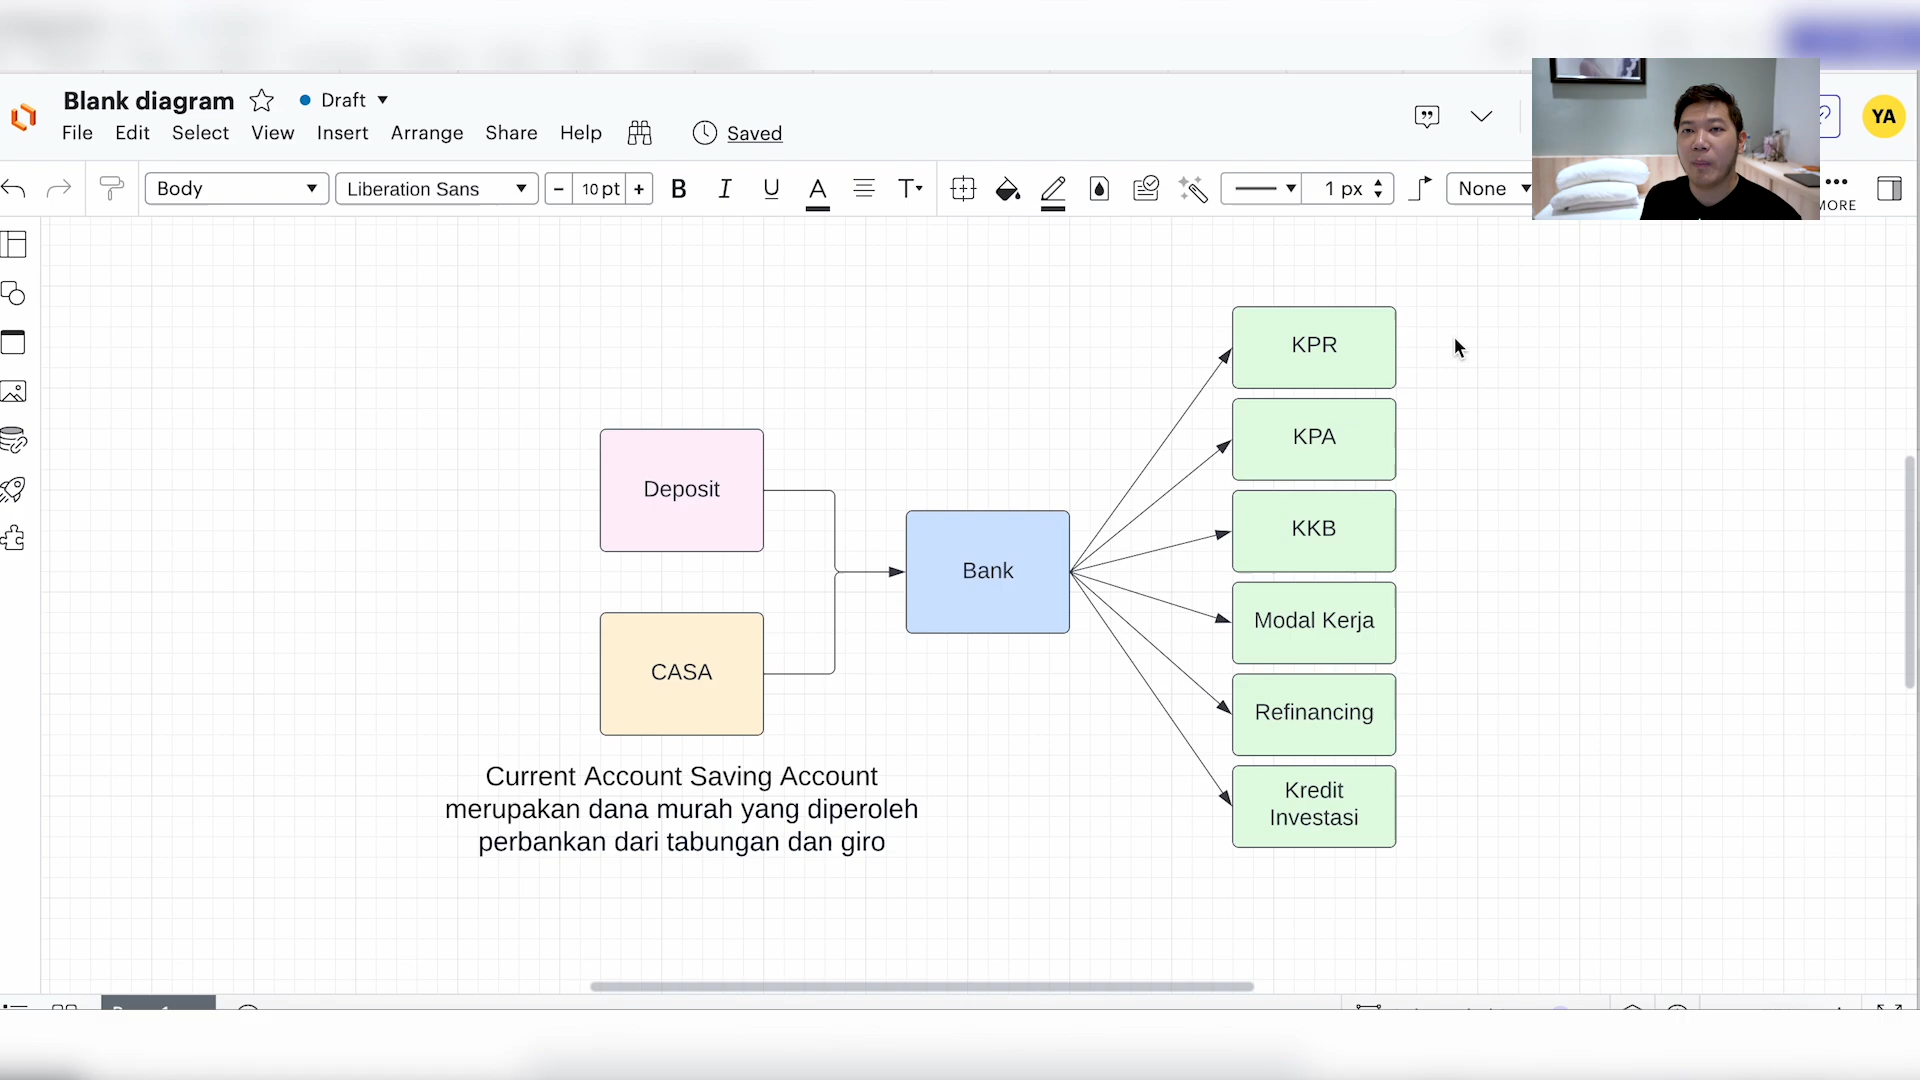 Blank diagram
Draft
YA
File Edit Select View Insert Arrange Share Help Saved
Body Liberation Sans - 10 pt + B I U A T 1 px None
MORE
KPR
KPA
Deposit
KKB
Bank
Modal Kerja
CASA
Refinancing
Current Account Saving Account
merupakan dana murah yang diperoleh
perbankan dari tabungan dan giro
Kredit
Investasi